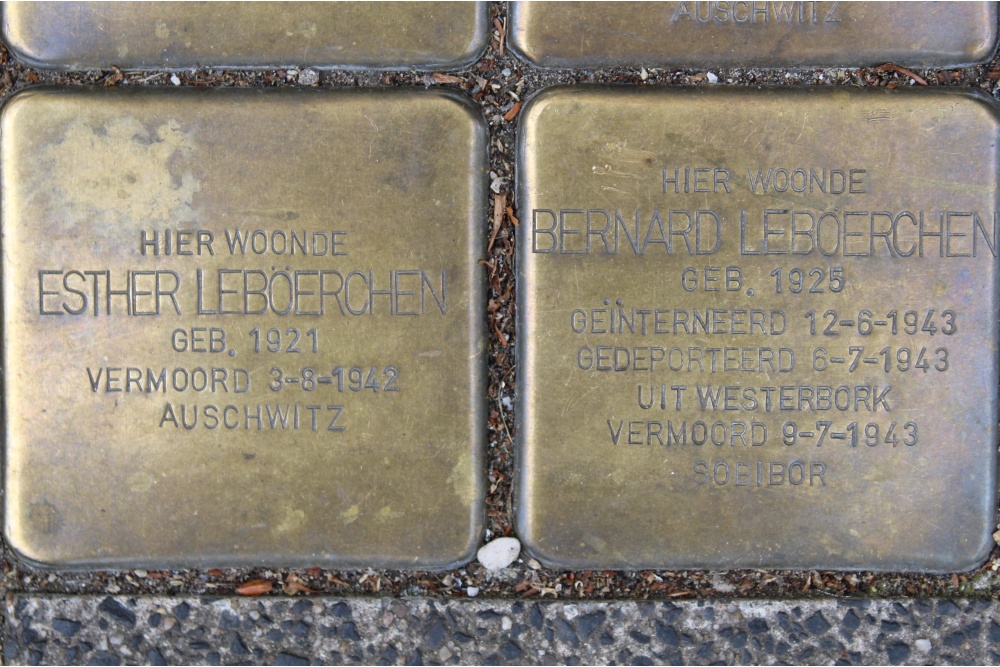 AUSCHWITZ
HIER WOONDE
ESTHER LEBÖERCHEN
GEB. 1921
VERMOORD 3-8-1942
AUSCHWITZ
HIER WOONDE
BERNARD LEBÖERCHEN
GEB. 1925
GEÏNTERNEERD 12-6-1943
GEDEPORTEERD 6-7-1943
UIT WESTERBORK
VERMOORD 9-7-1943
SOBIBOR